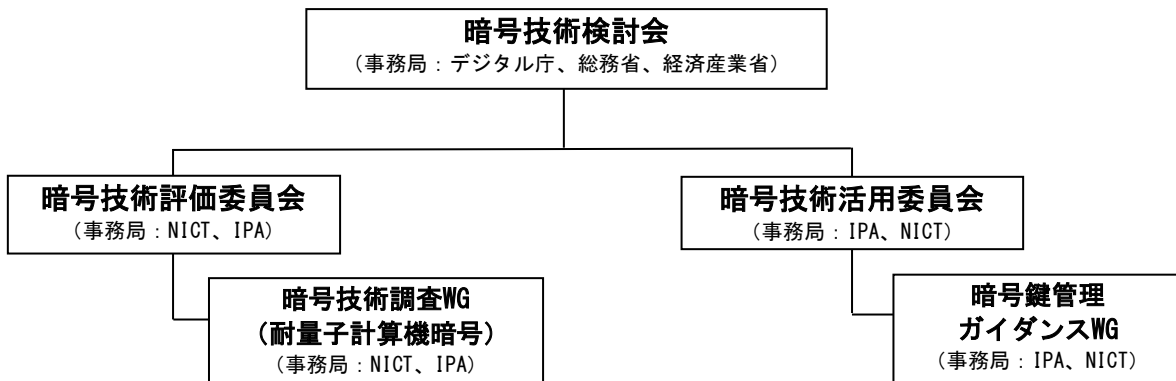 暗号技術検討会
（事務局：デジタル庁、総務省、経済産業省）
暗号技術評価委員会
（事務局：NICT、IPA）
暗号技術活用委員会
（事務局：IPA、NICT）
暗号技術調査WG
（耐量子計算機暗号）
（事務局：NICT、IPA）
暗号鍵管理
ガイダンスWG
（事務局：IPA、NICT）